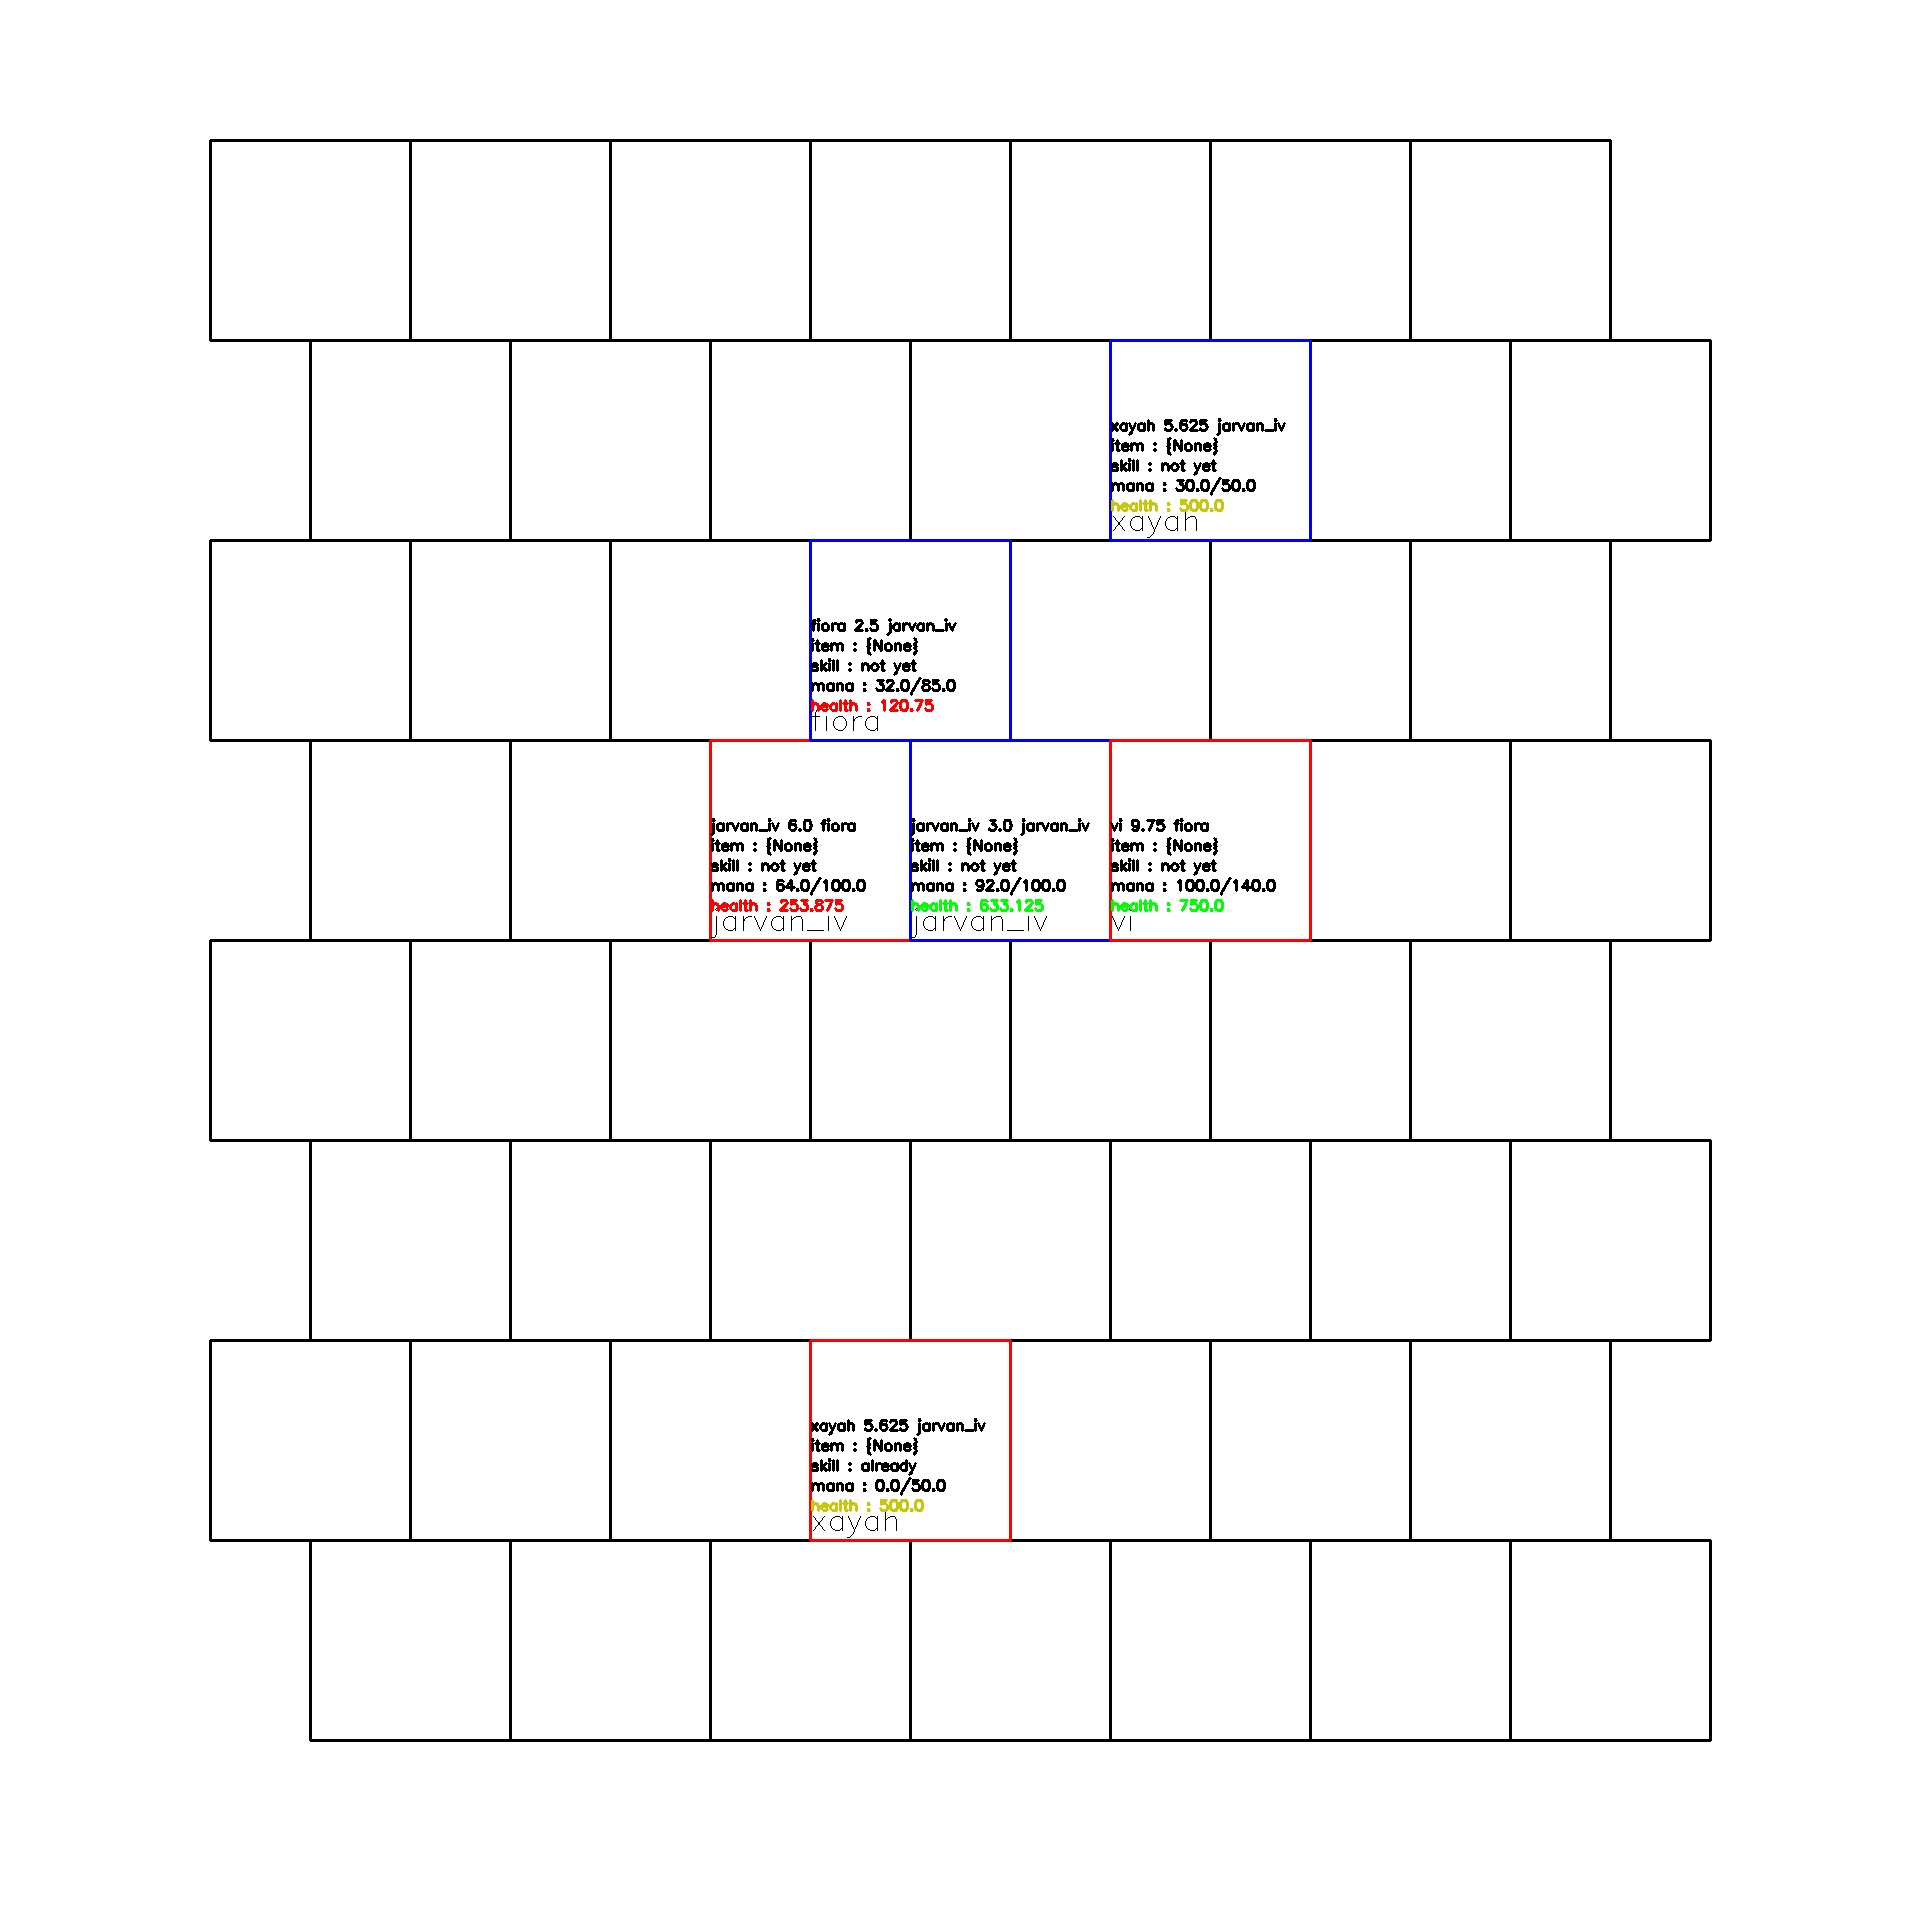 xayah 5.625 jarvan_iv
item : {None}
skill : not yet
mana : 30.0/50.0
health : 500.0
xayah
fiora 2.5 jarvan_iv
item : {None}
skill : not yet
mana : 32.0/85.0
health : 120.75
fiora
jarvan_iv 6.0 fiora
item : {None}
skill : not yet
mana : 64.0/100.0
health : 253.875
jarvan_iv
jarvan_iv 3.0 jarvan_iv
item : {None}
skill : not yet
mana : 92.0/100.0
health : 633.125
jarvan_iv
vi 9.75 fiora
item : {None}
skill : not yet
mana : 100.0/140.0
health : 750.0
vi
xayah 5.625 jarvan_iv
item : {None}
skill : already
mana : 0.0/50.0
health : 500.0
xayah